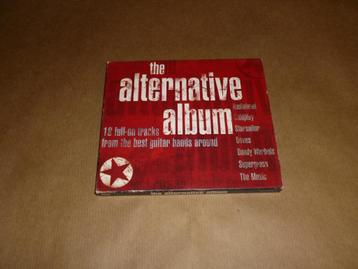 the
alternative
album
18 full-on tracks
from the best guitar bands around
Radiohead
Coldplay
Starsailor
Doves
Dandy Warhols
Supergrass
The Music
the alternative album